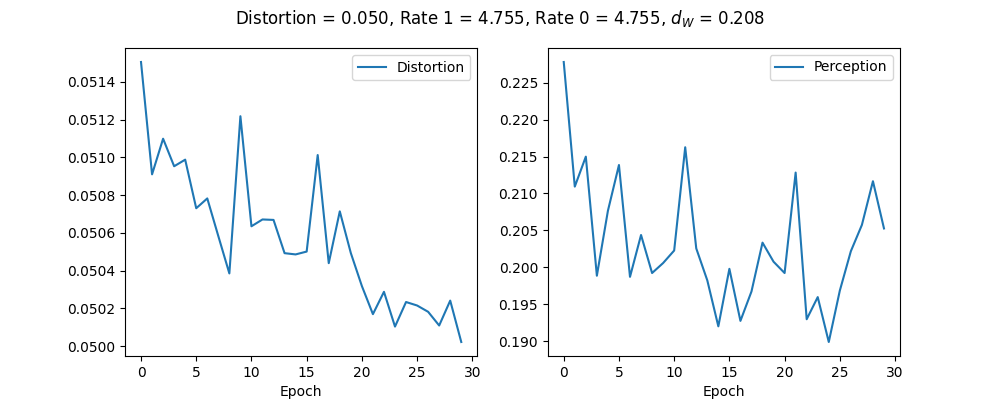 Distortion = 0.050, Rate 1 = 4.755, Rate 0 = 4.755, d_W = 0.208
Distortion
0.0514
0.0512
0.0510
0.0508
0.0506
0.0504
0.0502
0.0500
0 5 10 15 20 25 30
Epoch
Perception
0.225
0.220
0.215
0.210
0.205
0.200
0.195
0.190
0 5 10 15 20 25 30
Epoch